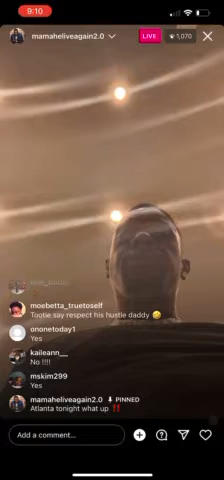 9:10
mamaheliveagain2.0
LIVE
1,070
moebetta_truetoself
Tootie say respect his hustle daddy 🤣
ononetoday1
Yes
kaileann__
No !!!!
mskim299
Yes
mamaheliveagain2.0 PINNED
Atlanta tonight what up ‼️
Add a comment...